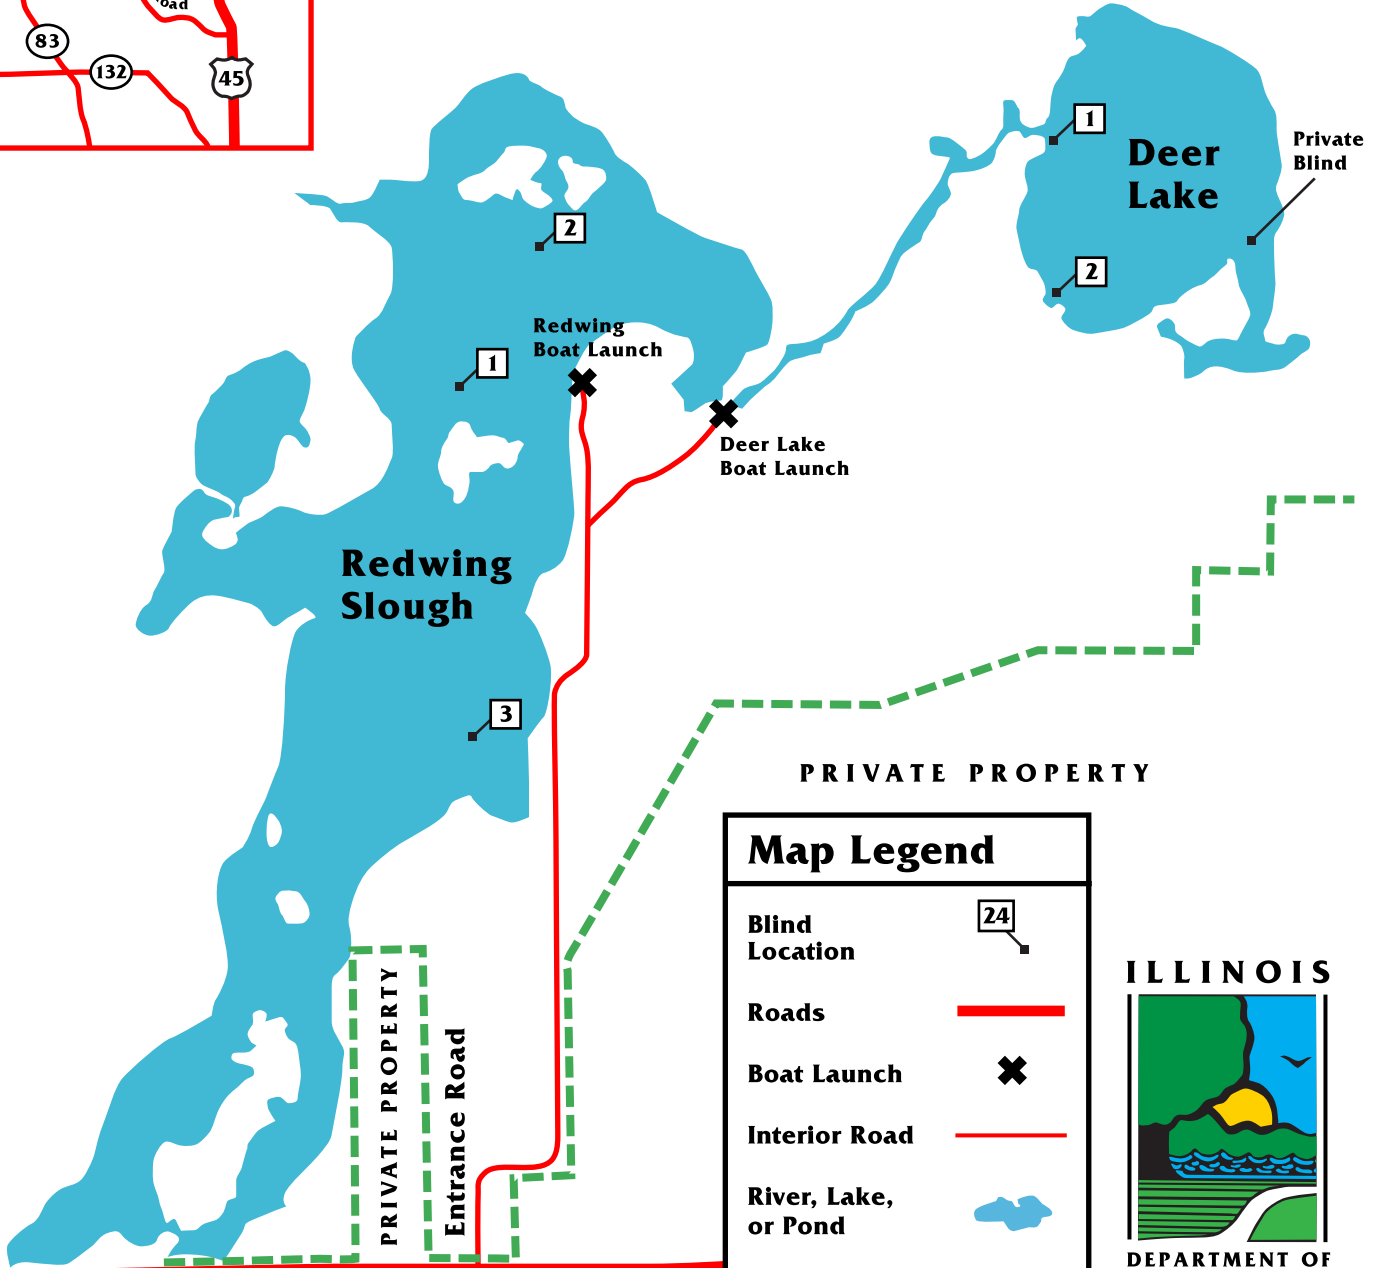 oad
83
132
45
1
Deer
Lake
Private
Blind
2
2
Redwing
Boat Launch
1
Deer Lake
Boat Launch
Redwing
Slough
3
PRIVATE PROPERTY
Map Legend
Blind
Location
24
Roads
Boat Launch
Interior Road
River, Lake,
or Pond
PRIVATE PROPERTY
Entrance Road
ILLINOIS
DEPARTMENT OF